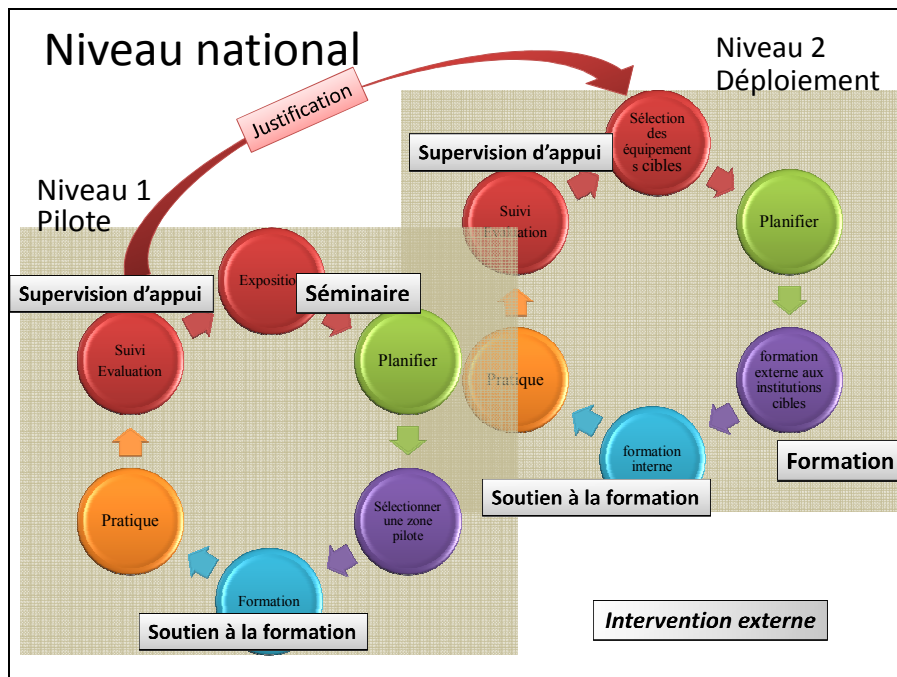 Niveau national
Niveau 2
Déploiement
Justification
Sélection
des
équipement
s cibles
Supervision d'appui
Suivi
Planifier
Niveau 1
Pilote
Supervision d'appui
Exposition
Séminaire
Suivi
Evaluation
Planifier
Pratique
formation
externe aux
institutions
cibles
formation
interne
Formation
Soutien à la formation
Pratique
Sélectionner
une zone
pilote
Formation
Soutien à la formation
Intervention externe